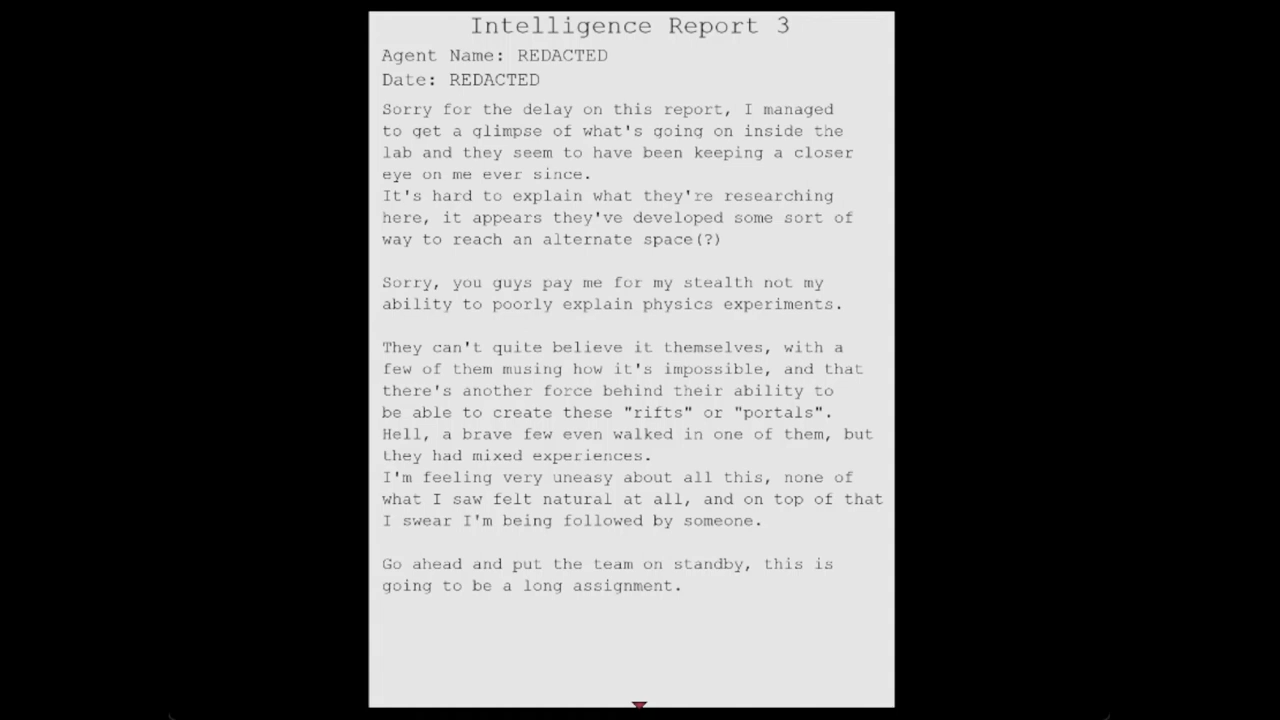 Intelligence Report 3
Agent Name: REDACTED
Date: REDACTED
Sorry for the delay on this report, I managed
to get a glimpse of what's going on inside the
lab and they seem to have been keeping a closer
eye on me ever since.
It's hard to explain what they're researching
here, it appears they've developed some sort of
way to reach an alternate space(?)
Sorry, you guys pay me for my stealth not my
ability to poorly explain physics experiments.
They can't quite believe it themselves, with a
few of them musing how it's impossible, and that
there's another force behind their ability to
be able to create these "rifts" or "portals".
Hell, a brave few even walked in one of them, but
they had mixed experiences.
I'm feeling very uneasy about all this, none of
what I saw felt natural at all, and on top of that
I swear I'm being followed by someone.
Go ahead and put the team on standby, this is
going to be a long assignment.